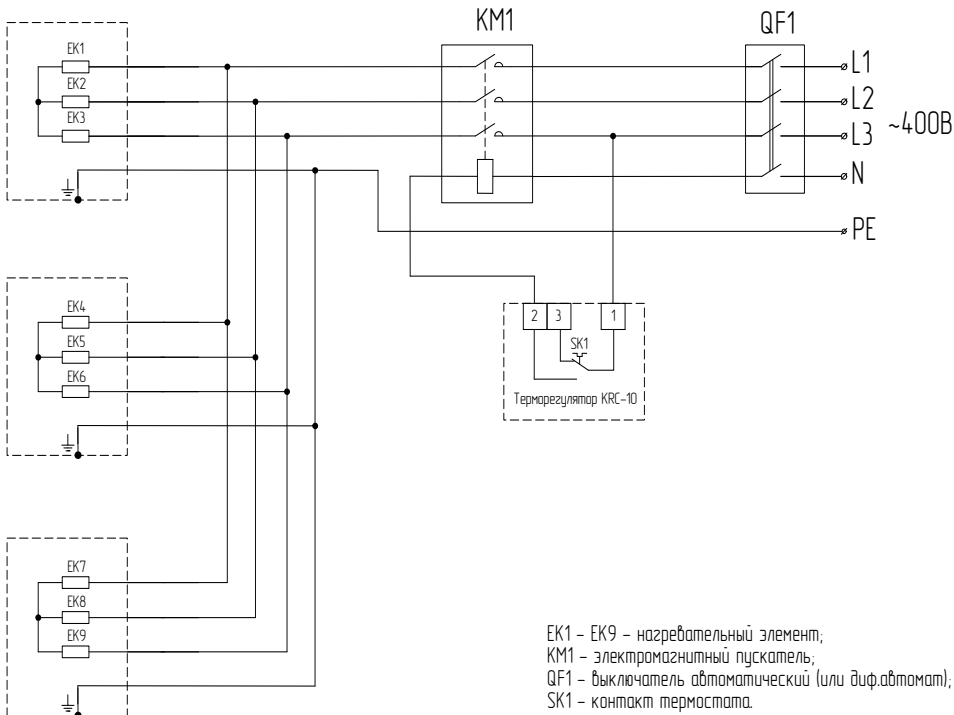 KM1
QF1
EK1
EK2
EK3
L1
L2
L3
~400В
N
PE
EK4
EK5
EK6
2 3 1
SK1
Терморегулятор KRC-10
EK7
EK8
EK9
EK1 - EK9 - нагревательный элемент;
KM1 - электромагнитный пускатель;
QF1 - выключатель автоматический (или диф.автомат);
SK1 - контакт термостата.